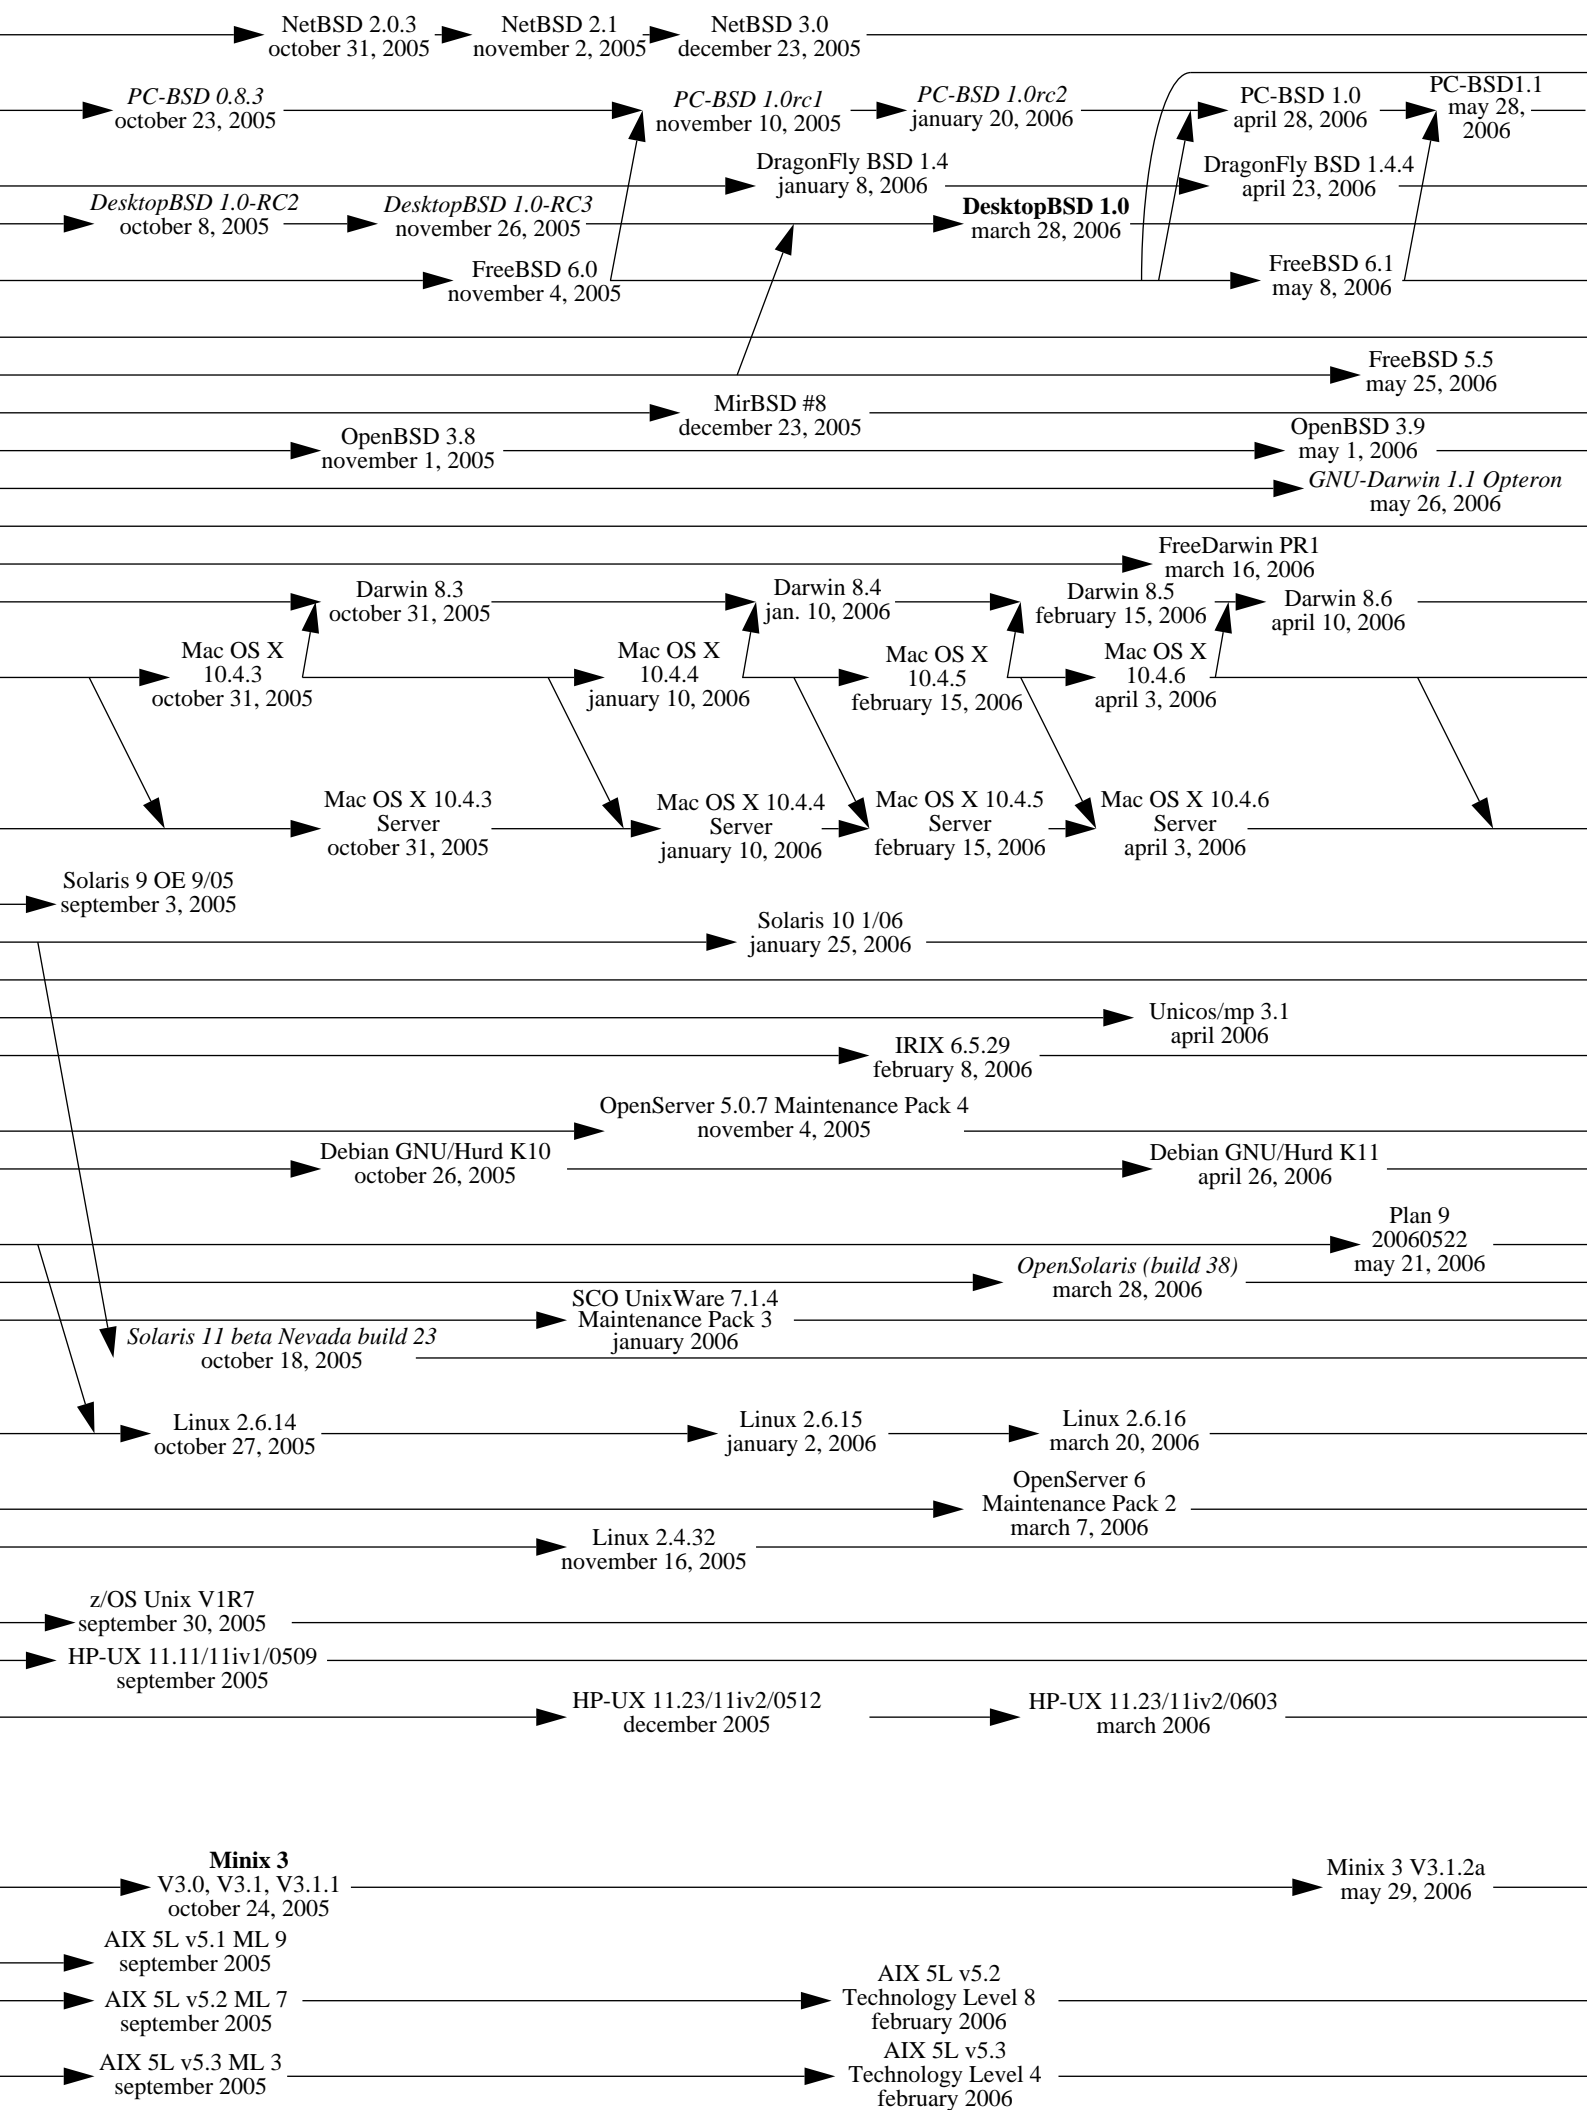 NetBSD 2.0.3
october 31, 2005
NetBSD 2.1
november 2, 2005
NetBSD 3.0
december 23, 2005
PC-BSD 0.8.3
october 23, 2005
PC-BSD 1.0rc1
november 10, 2005
PC-BSD 1.0rc2
january 20, 2006
PC-BSD 1.0
april 28, 2006
PC-BSD1.1
may 28,
2006
DragonFly BSD 1.4
january 8, 2006
DragonFly BSD 1.4.4
april 23, 2006
DesktopBSD 1.0-RC2
october 8, 2005
DesktopBSD 1.0-RC3
november 26, 2005
DesktopBSD 1.0
march 28, 2006
FreeBSD 6.0
november 4, 2005
FreeBSD 6.1
may 8, 2006
FreeBSD 5.5
may 25, 2006
MirBSD #8
december 23, 2005
OpenBSD 3.8
november 1, 2005
OpenBSD 3.9
may 1, 2006
GNU-Darwin 1.1 Opteron
may 26, 2006
FreeDarwin PR1
march 16, 2006
Darwin 8.3
october 31, 2005
Darwin 8.4
jan. 10, 2006
Darwin 8.5
february 15, 2006
Darwin 8.6
april 10, 2006
Mac OS X
10.4.3
october 31, 2005
Mac OS X
10.4.4
january 10, 2006
Mac OS X
10.4.5
february 15, 2006
Mac OS X
10.4.6
april 3, 2006
Mac OS X 10.4.3
Server
october 31, 2005
Mac OS X 10.4.4
Server
january 10, 2006
Mac OS X 10.4.5
Server
february 15, 2006
Mac OS X 10.4.6
Server
april 3, 2006
Solaris 9 OE 9/05
september 3, 2005
Solaris 10 1/06
january 25, 2006
Unicos/mp 3.1
april 2006
IRIX 6.5.29
february 8, 2006
OpenServer 5.0.7 Maintenance Pack 4
november 4, 2005
Debian GNU/Hurd K10
october 26, 2005
Debian GNU/Hurd K11
april 26, 2006
Plan 9
20060522
may 21, 2006
OpenSolaris (build 38)
march 28, 2006
SCO UnixWare 7.1.4
Maintenance Pack 3
january 2006
Solaris 11 beta Nevada build 23
october 18, 2005
Linux 2.6.14
october 27, 2005
Linux 2.6.15
january 2, 2006
Linux 2.6.16
march 20, 2006
OpenServer 6
Maintenance Pack 2
march 7, 2006
Linux 2.4.32
november 16, 2005
z/OS Unix V1R7
september 30, 2005
HP-UX 11.11/11iv1/0509
september 2005
HP-UX 11.23/11iv2/0512
december 2005
HP-UX 11.23/11iv2/0603
march 2006
Minix 3
V3.0, V3.1, V3.1.1
october 24, 2005
Minix 3 V3.1.2a
may 29, 2006
AIX 5L v5.1 ML 9
september 2005
AIX 5L v5.2 ML 7
september 2005
AIX 5L v5.2
Technology Level 8
february 2006
AIX 5L v5.3 ML 3
september 2005
AIX 5L v5.3
Technology Level 4
february 2006